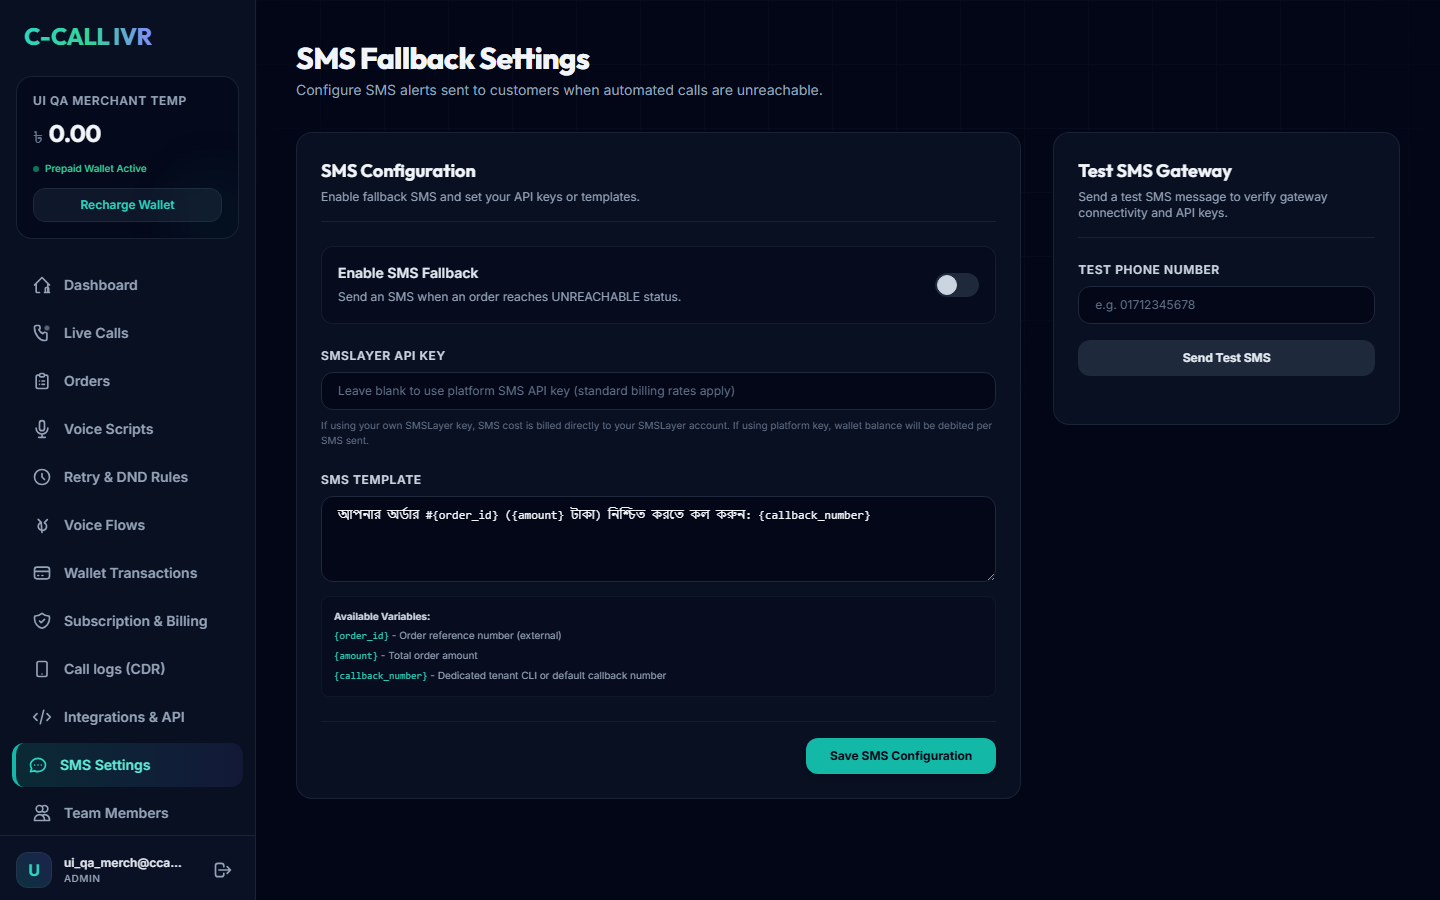 C-CALL IVR
UI QA MERCHANT TEMP
৳ 0.00
Prepaid Wallet Active
Recharge Wallet
Dashboard
Live Calls
Orders
Voice Scripts
Retry & DND Rules
Voice Flows
Wallet Transactions
Subscription & Billing
Call logs (CDR)
Integrations & API
SMS Settings
Team Members
U
ui_qa_merch@cca...
ADMIN
SMS Fallback Settings
Configure SMS alerts sent to customers when automated calls are unreachable.
SMS Configuration
Enable fallback SMS and set your API keys or templates.
Enable SMS Fallback
Send an SMS when an order reaches UNREACHABLE status.
SMSLAYER API KEY
Leave blank to use platform SMS API key (standard billing rates apply)
If using your own SMSLayer key, SMS cost is billed directly to your SMSLayer account. If using platform key, wallet balance will be debited per
SMS sent.
SMS TEMPLATE
আপনার অর্ডার #{order_id} ({amount} টাকা) নিশ্চিত করতে কল করুন: {callback_number}
Available Variables:
{order_id} - Order reference number (external)
{amount} - Total order amount
{callback_number} - Dedicated tenant CLI or default callback number
Save SMS Configuration
Test SMS Gateway
Send a test SMS message to verify gateway
connectivity and API keys.
TEST PHONE NUMBER
e.g. 01712345678
Send Test SMS